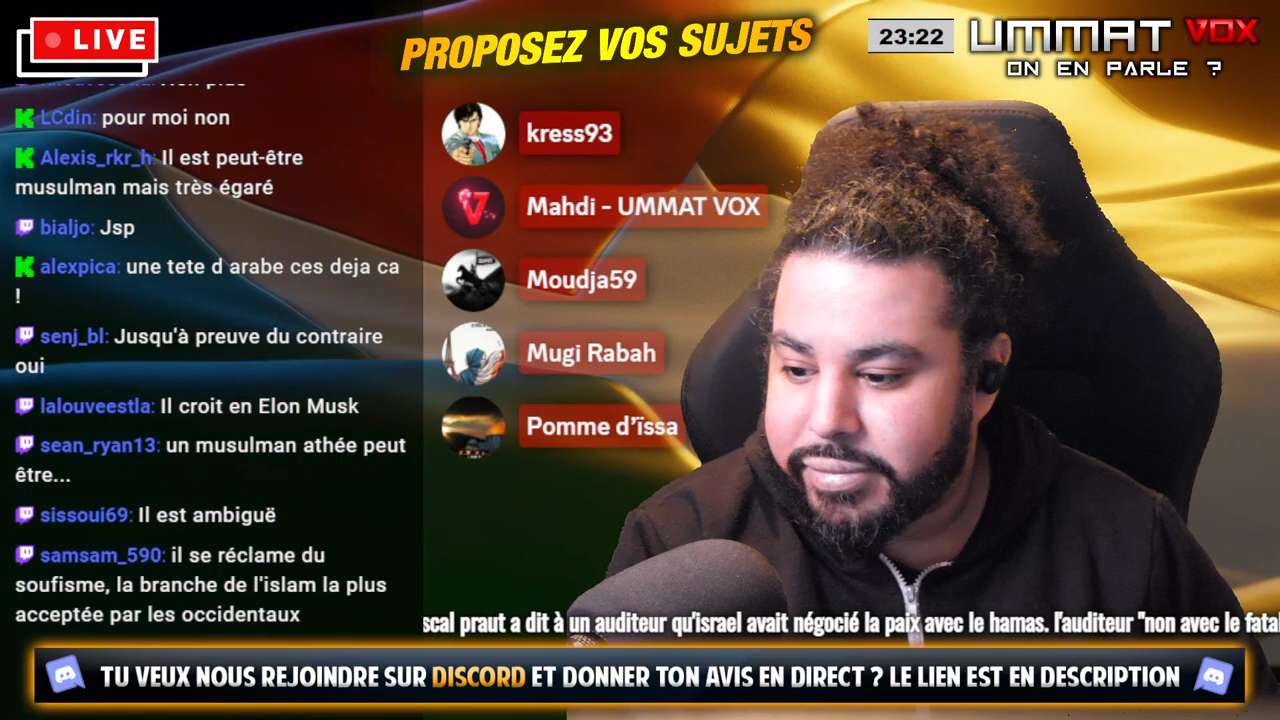 LIVE
PROPOSEZ VOS SUJETS
23:22
UMMAT VOX
ON EN PARLE ?
LCdin: pour moi non
Alexis_rkr_h: Il est peut-être
musulman mais très égaré
bialjo: Jsp
alexpica: une tete d arabe ces deja ca
!
senj_bl: Jusqu'à preuve du contraire
oui
lalouveestla: Il croit en Elon Musk
sean_ryan13: un musulman athée peut
être...
sissoui69: Il est ambiguë
samsam_590: il se réclame du
soufisme, la branche de l'islam la plus
acceptée par les occidentaux
kress93
Mahdi - UMMAT VOX
Moudja59
Mugi Rabah
Pomme d'ïssa
scal praut a dit à un auditeur qu'israel avait négocié la paix avec le hamas. l'auditeur "non avec le fata
TU VEUX NOUS REJOINDRE SUR DISCORD ET DONNER TON AVIS EN DIRECT ? LE LIEN EST EN DESCRIPTION